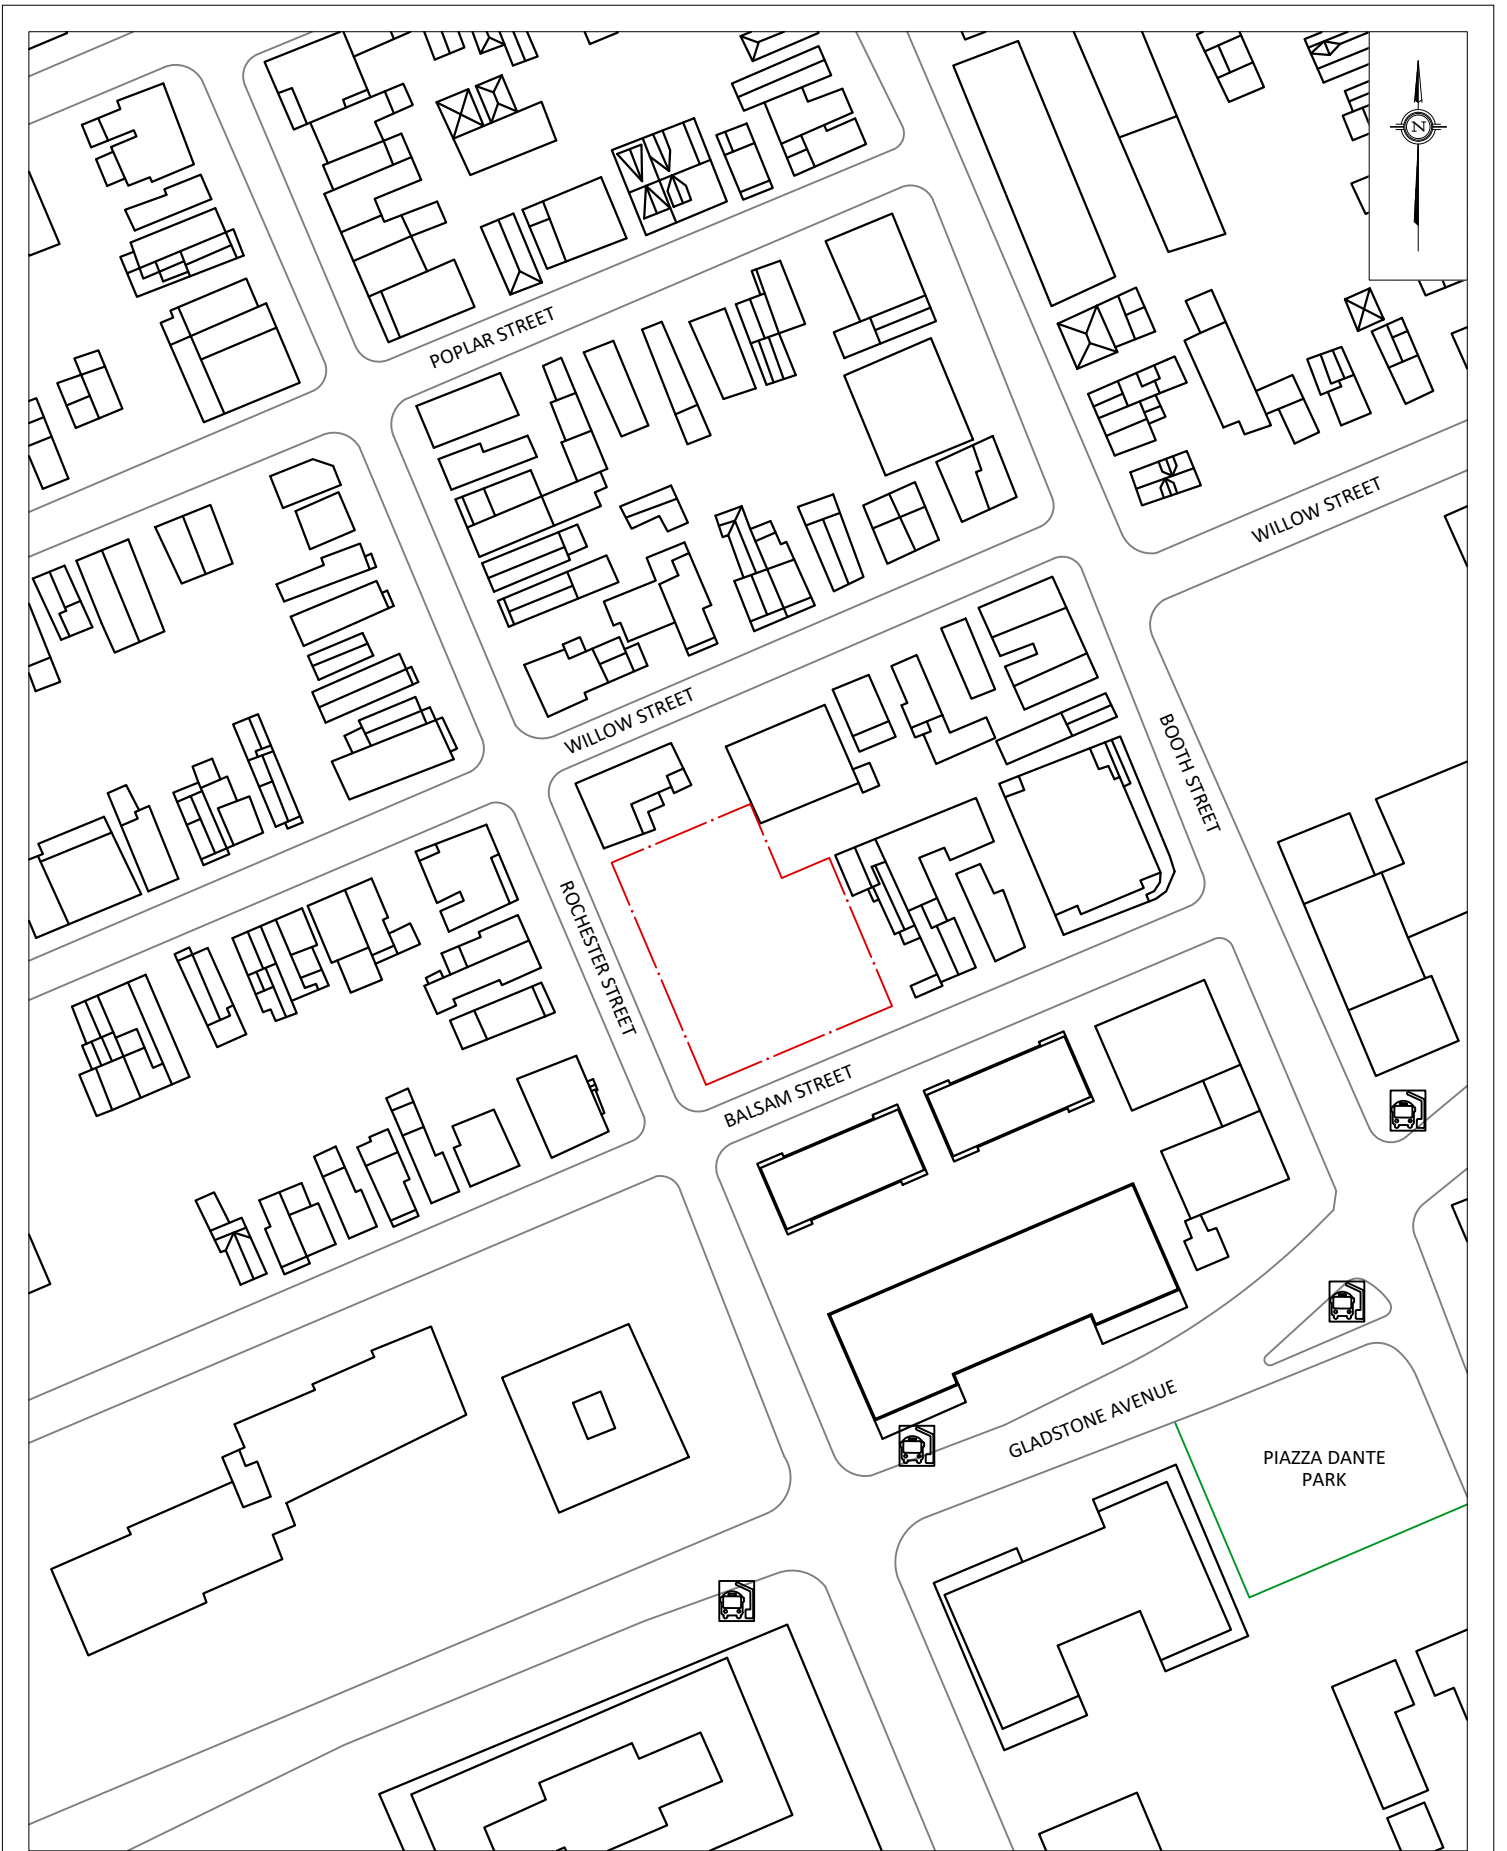 N
POPLAR STREET
WILLOW STREET
WILLOW STREET
BOOTH STREET
ROCHESTER STREET
BALSAM STREET
GLADSTONE AVENUE
PIAZZA DANTE
PARK